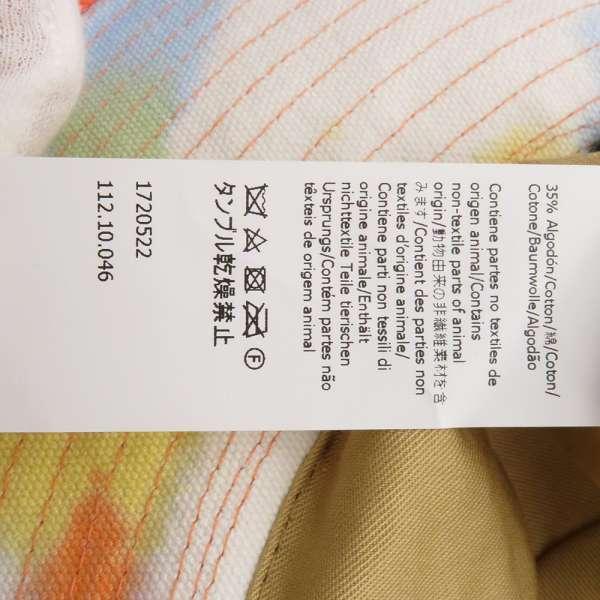 35% Algodón/Cotton/綿/Coton/
Cotone/Baumwolle/Algodão
Contiene partes no textiles de
origen animal/Contains
non-textile parts of animal
origin/動物由来の非繊維素材を含
みます/Contient des parties non
textiles d'origine animale/
Contiene parti non tessili di
origine animale/Enthält
nichttextile Teile tierischen
Ursprungs/Contém partes não
têxteis de origem animal
F
タンブル乾燥禁止
1720522
112.10.046